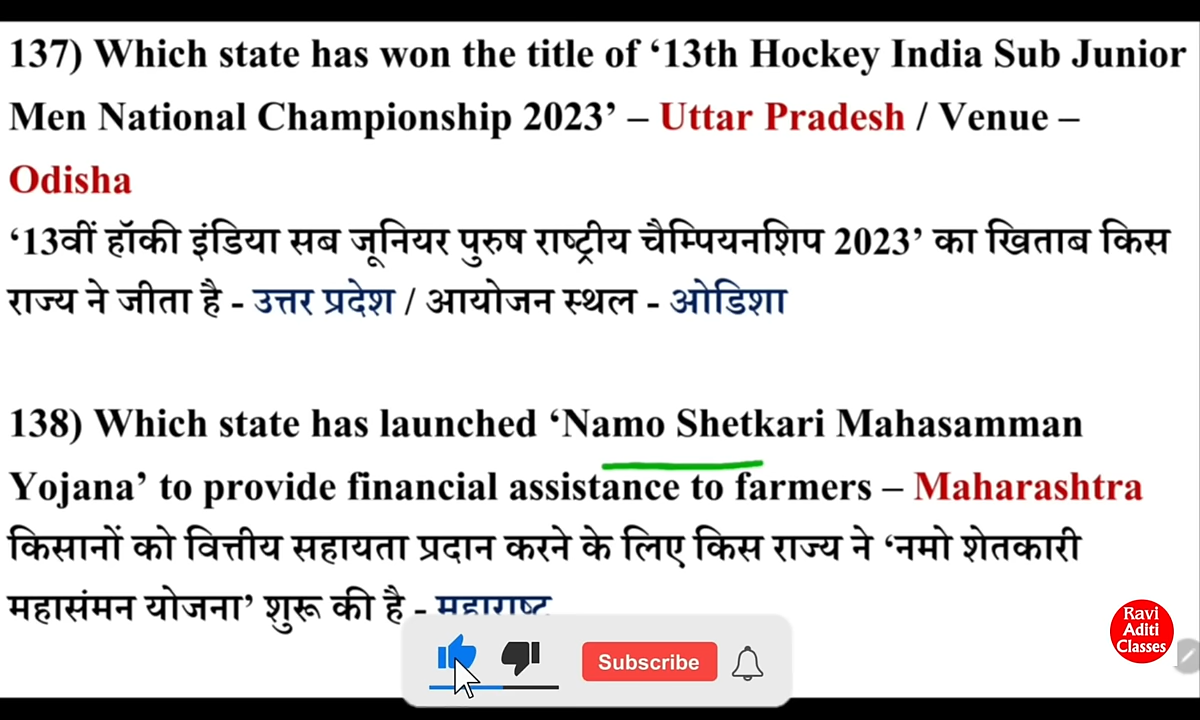 137) Which state has won the title of ‘13th Hockey India Sub Junior
Men National Championship 2023’ – Uttar Pradesh / Venue –
Odisha
‘13वीं हॉकी इंडिया सब जूनियर पुरुष राष्ट्रीय चैम्पियनशिप 2023’ का खिताब किस
राज्य ने जीता है - उत्तर प्रदेश / आयोजन स्थल - ओडिशा
138) Which state has launched ‘Namo Shetkari Mahasamman
Yojana’ to provide financial assistance to farmers – Maharashtra
किसानों को वित्तीय सहायता प्रदान करने के लिए किस राज्य ने ‘नमो शेतकारी
महासंमन योजना’ शुरू की है - महाराष्ट्र
Subscribe
Ravi
Aditi
Classes